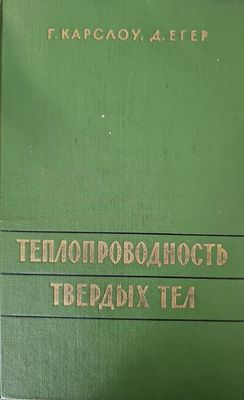 Г. КАРСЛОУ, Д. ЕГЕР
ТЕПЛОПРОВОДНОСТЬ
ТВЕРДЫХ ТЕЛ